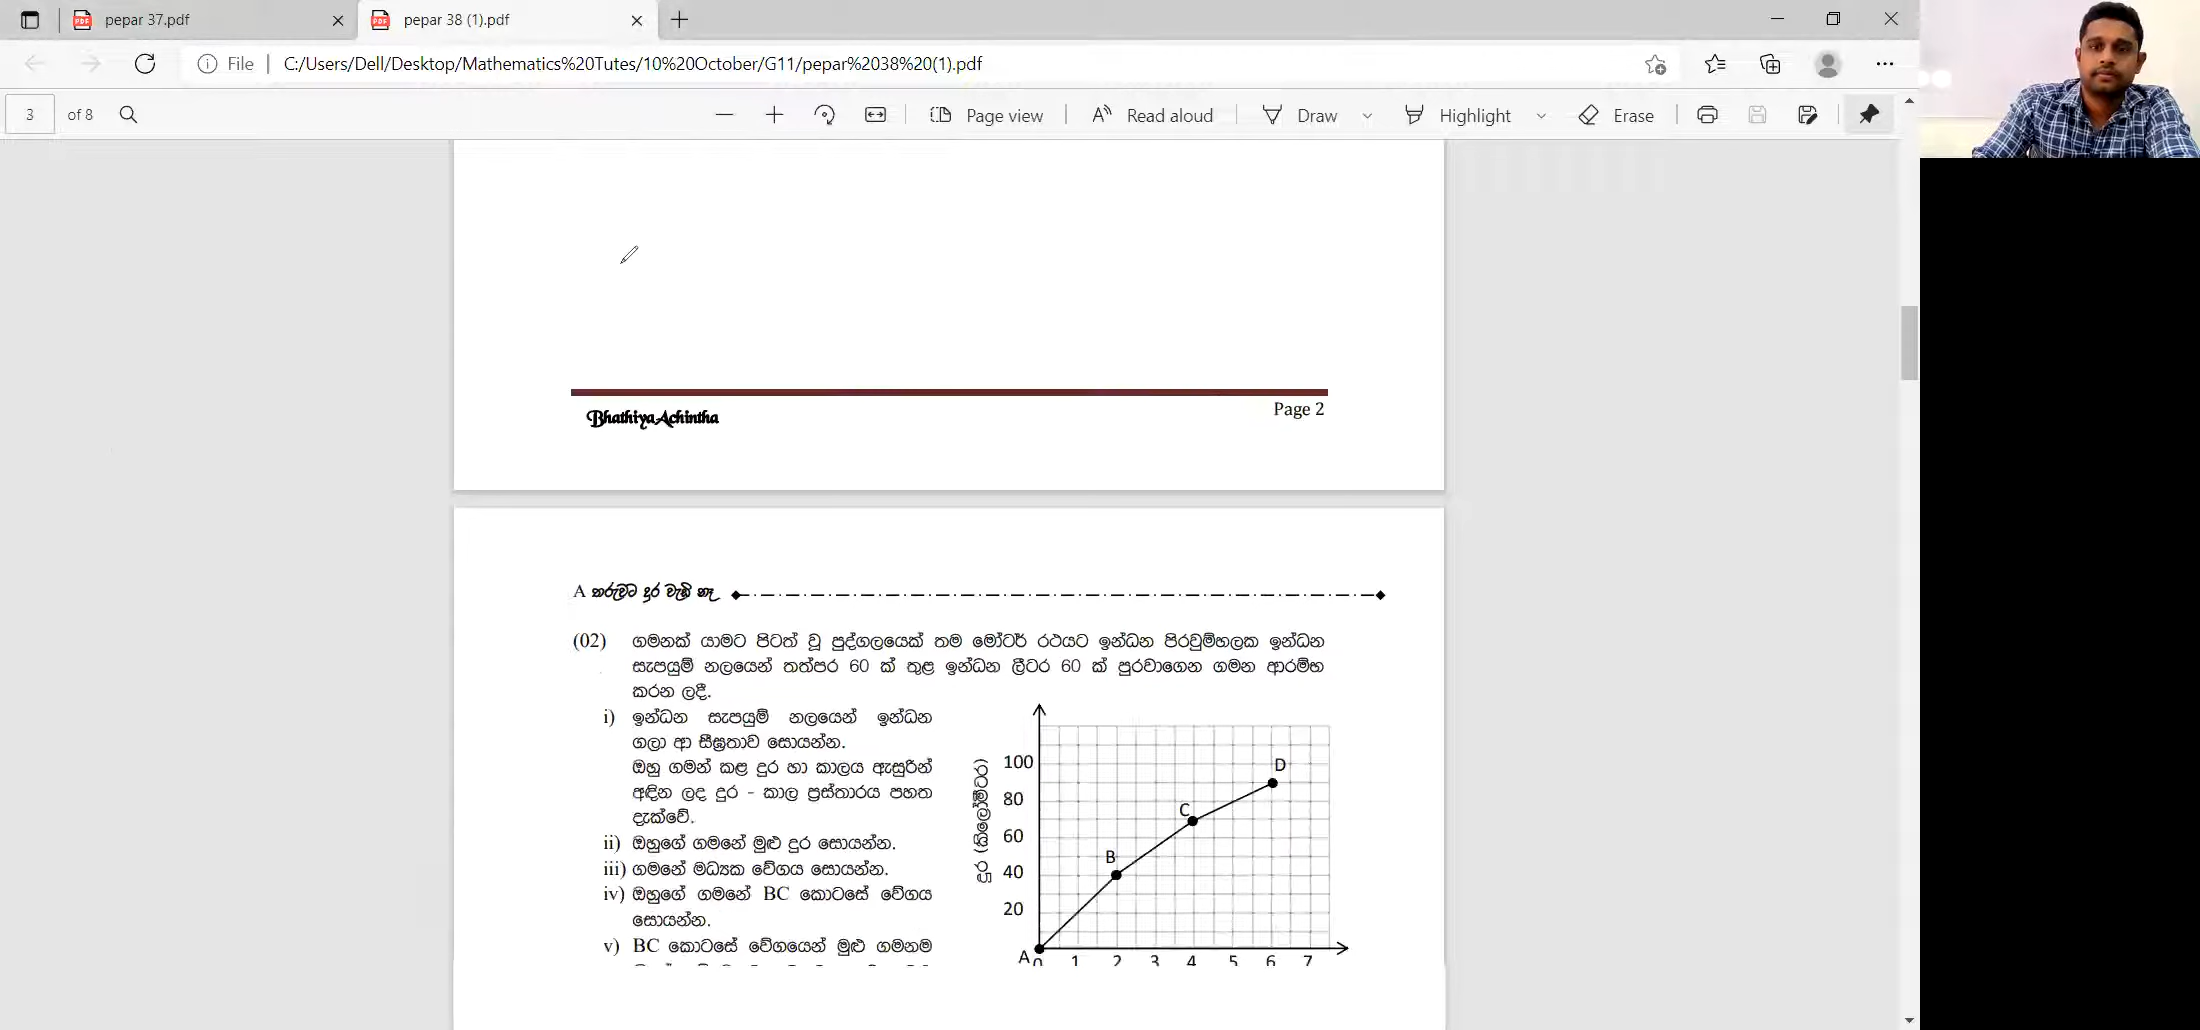 pepar 37.pdf
pepar 38 (1).pdf
File
C:/Users/Dell/Desktop/Mathematics%20Tutes/10%20October/G11/pepar%2038%20(1).pdf
3 of 8
Page view
Read aloud
Draw
Highlight
Erase
Bhathiya Achintha
Page 2
A තරුවට දුර වැඩි නෑ
(02) ගමනක් යාමට පිටත් වූ පුද්ගලයෙක් තම මෝටර් රථයට ඉන්ධන පිරවුම්හලක ඉන්ධන
සැපයුම් නලයෙන් තත්පර 60 ක් තුළ ඉන්ධන ලීටර 60 ක් පුරවාගෙන ගමන ආරම්භ
කරන ලදී.
i) ඉන්ධන සැපයුම් නලයෙන් ඉන්ධන
ගලා ආ සීඝ්‍රතාව සොයන්න.
ඔහු ගමන් කළ දුර හා කාලය ඇසුරින්
අඳින ලද දුර - කාල ප්‍රස්තාරය පහත
දැක්වේ.
ii) ඔහුගේ ගමනේ මුළු දුර සොයන්න.
iii) ගමනේ මධ්‍යක වේගය සොයන්න.
iv) ඔහුගේ ගමනේ BC කොටසේ වේගය
සොයන්න.
v) BC කොටසේ වේගයෙන් මුළු ගමනම
දුර (කිලෝමීටර)
100
80
60
40
20
A
B
C
D
0 1 2 3 4 5 6 7